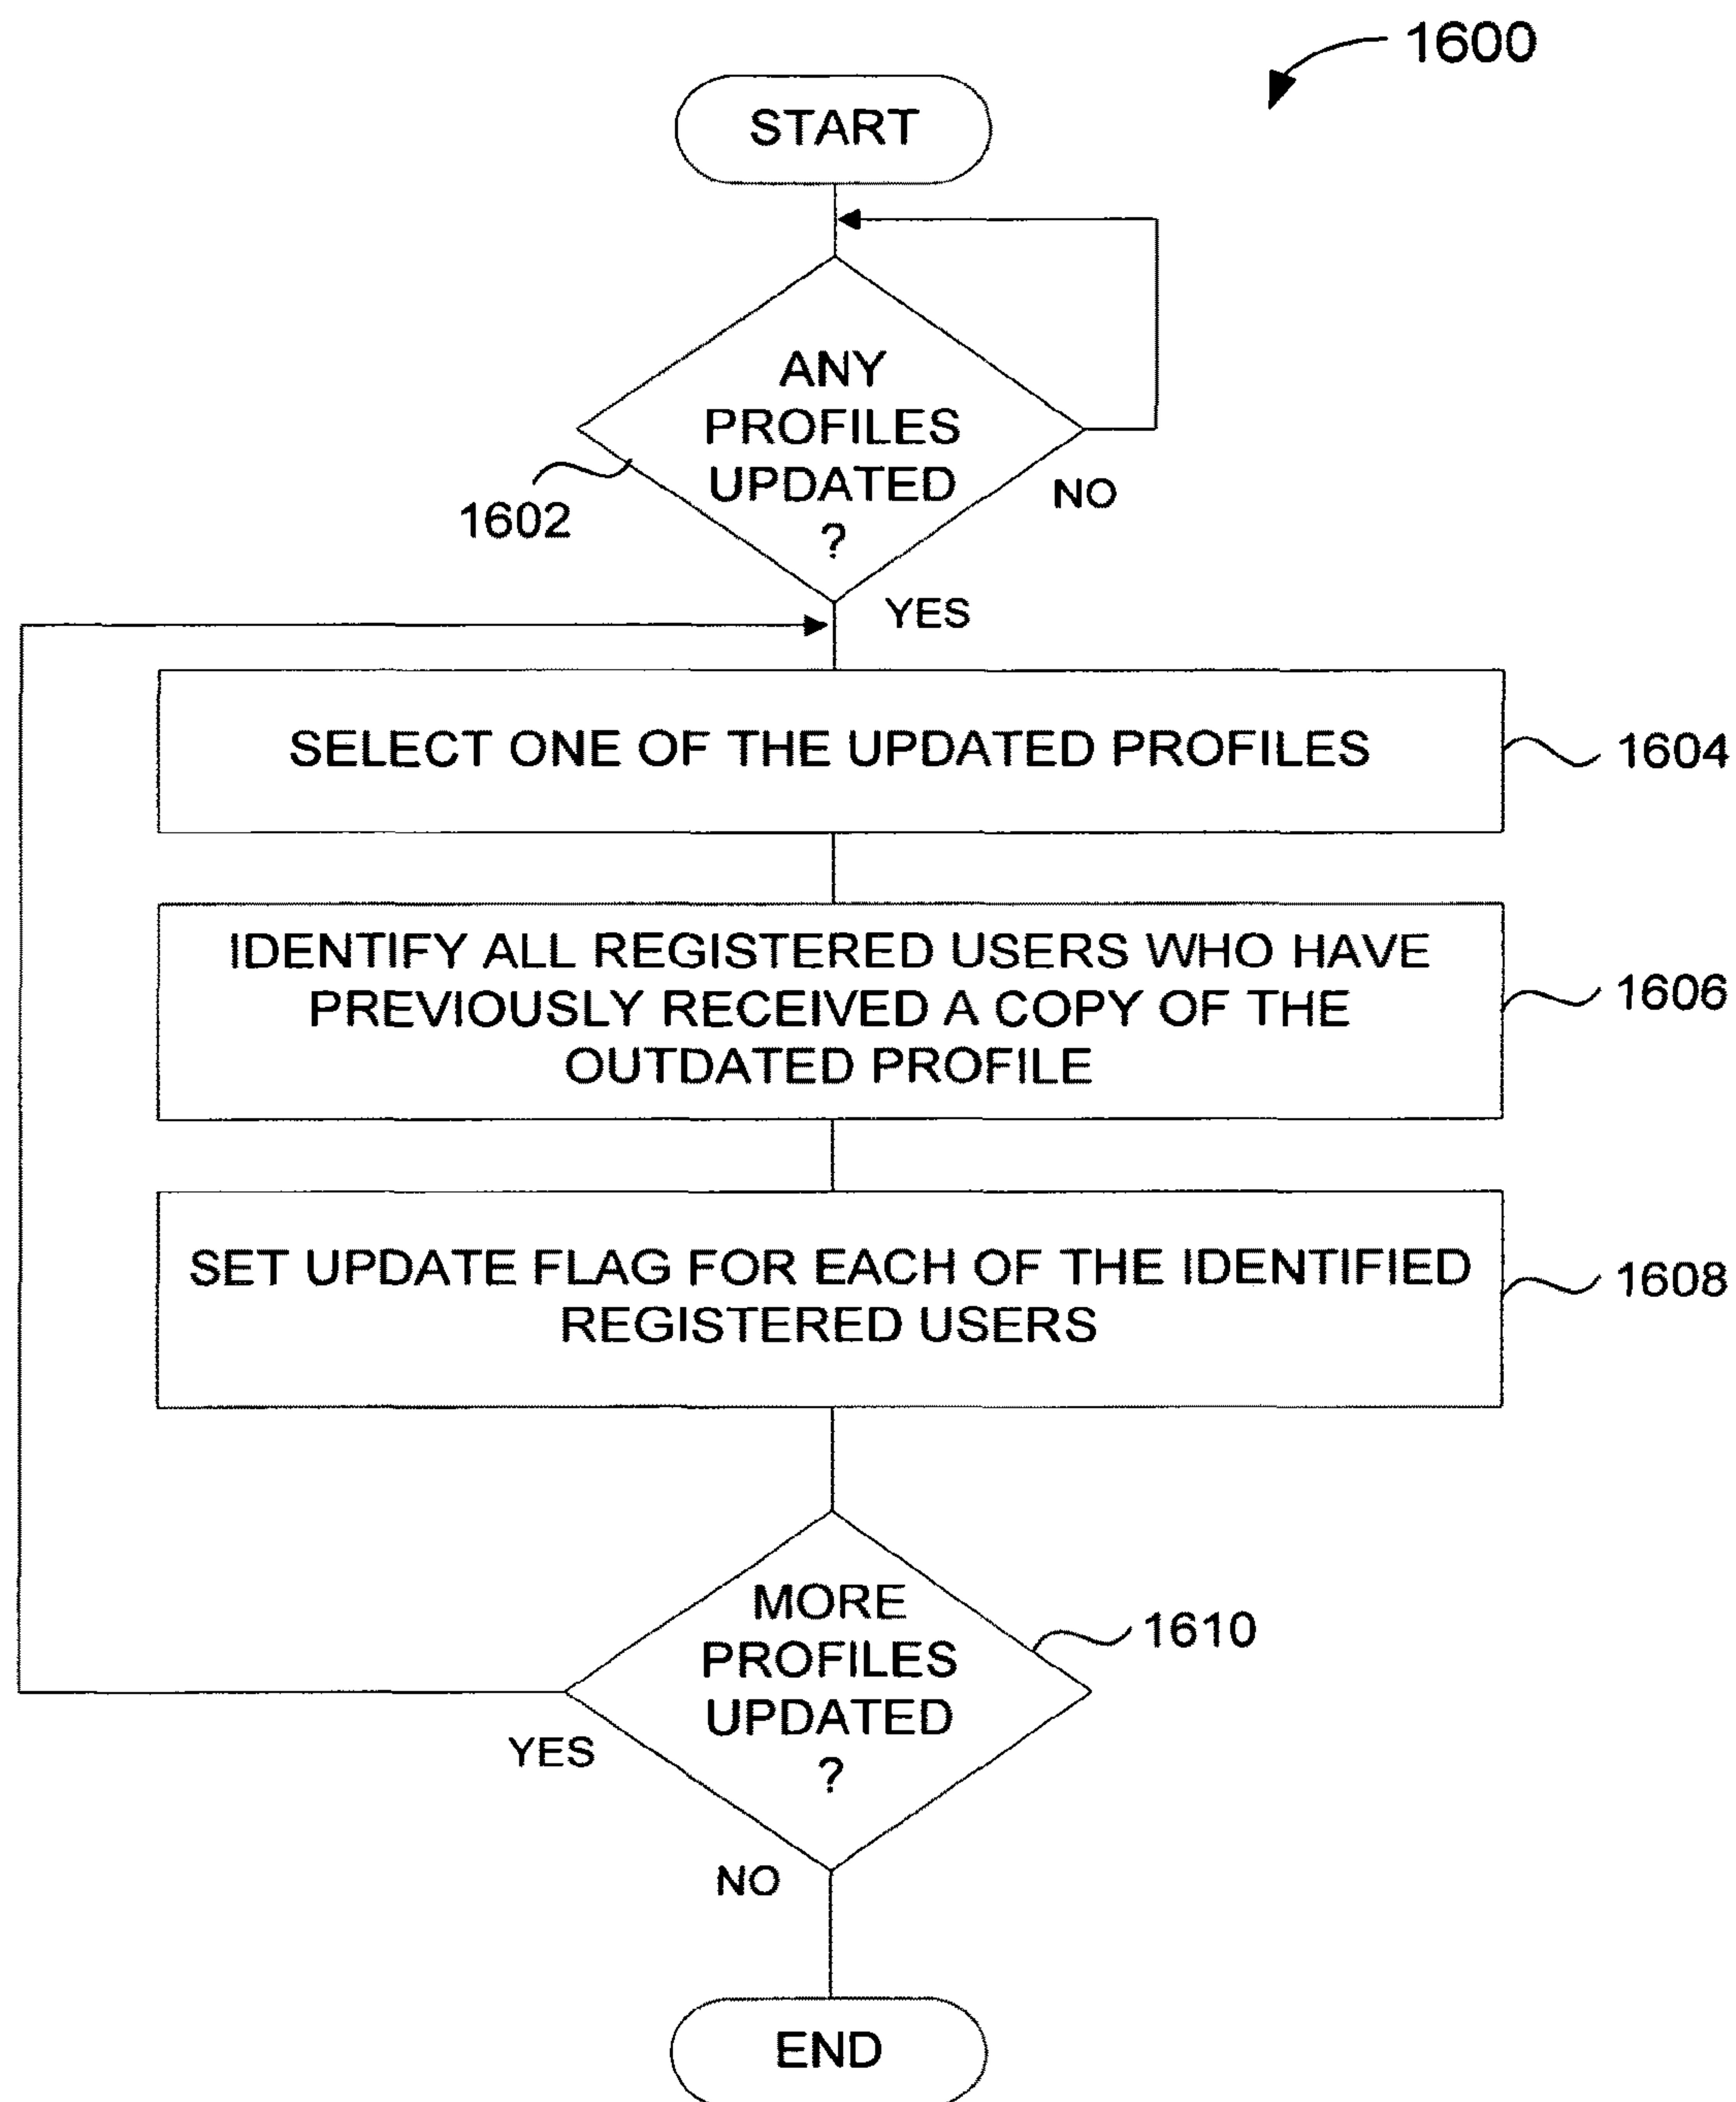 1600
START
ANY
PROFILES
UPDATED
?
NO
1602
YES
SELECT ONE OF THE UPDATED PROFILES
1604
IDENTIFY ALL REGISTERED USERS WHO HAVE
PREVIOUSLY RECEIVED A COPY OF THE
OUTDATED PROFILE
1606
SET UPDATE FLAG FOR EACH OF THE IDENTIFIED
REGISTERED USERS
1608
MORE
PROFILES
UPDATED
?
1610
YES
NO
END